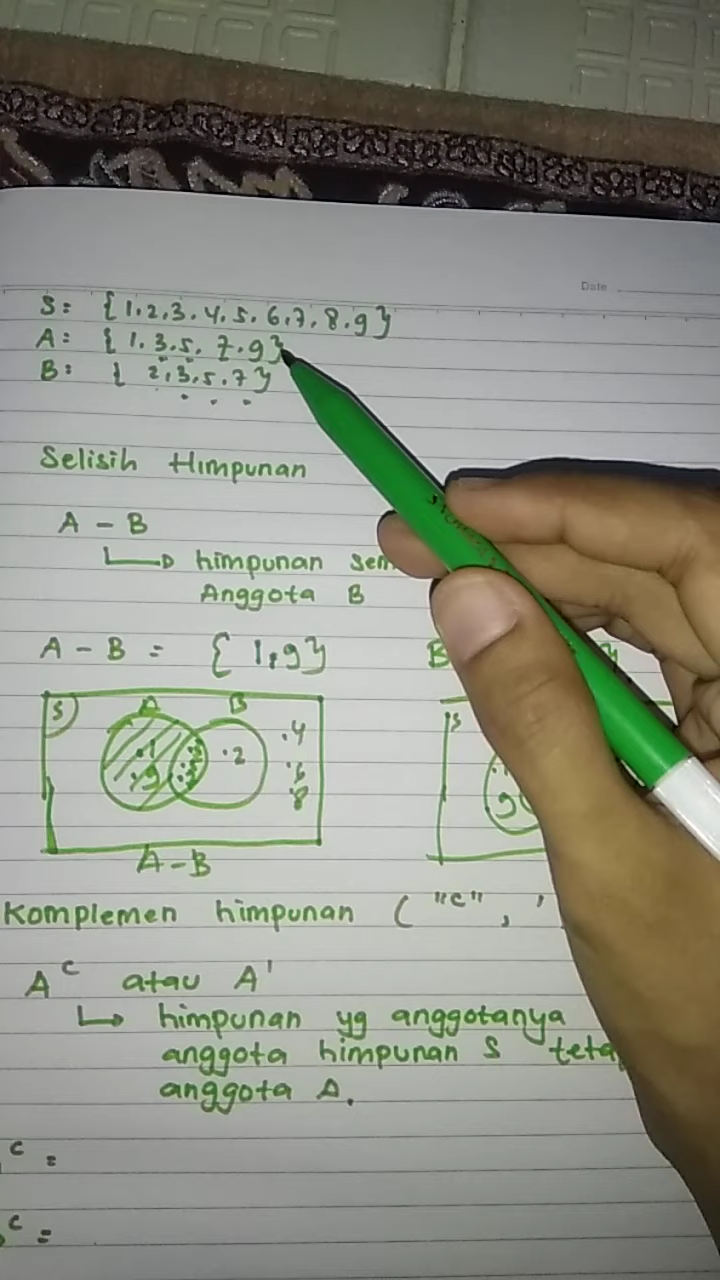 Date
S: {1.2.3.4.5.6.7.8.9}
A: {1.3.5.7.9}
B: {2.3.5.7}
Selisih Himpunan
A - B
himpunan
Anggota B
A - B = {1,9}
B
S A B S
.1 .2 .4
.9 .6 9
.8
A - B
Komplemen himpunan ("c", '
A^c atau A'
↳ himpunan yg anggotanya
anggota himpunan S
anggota A.
c =
c =